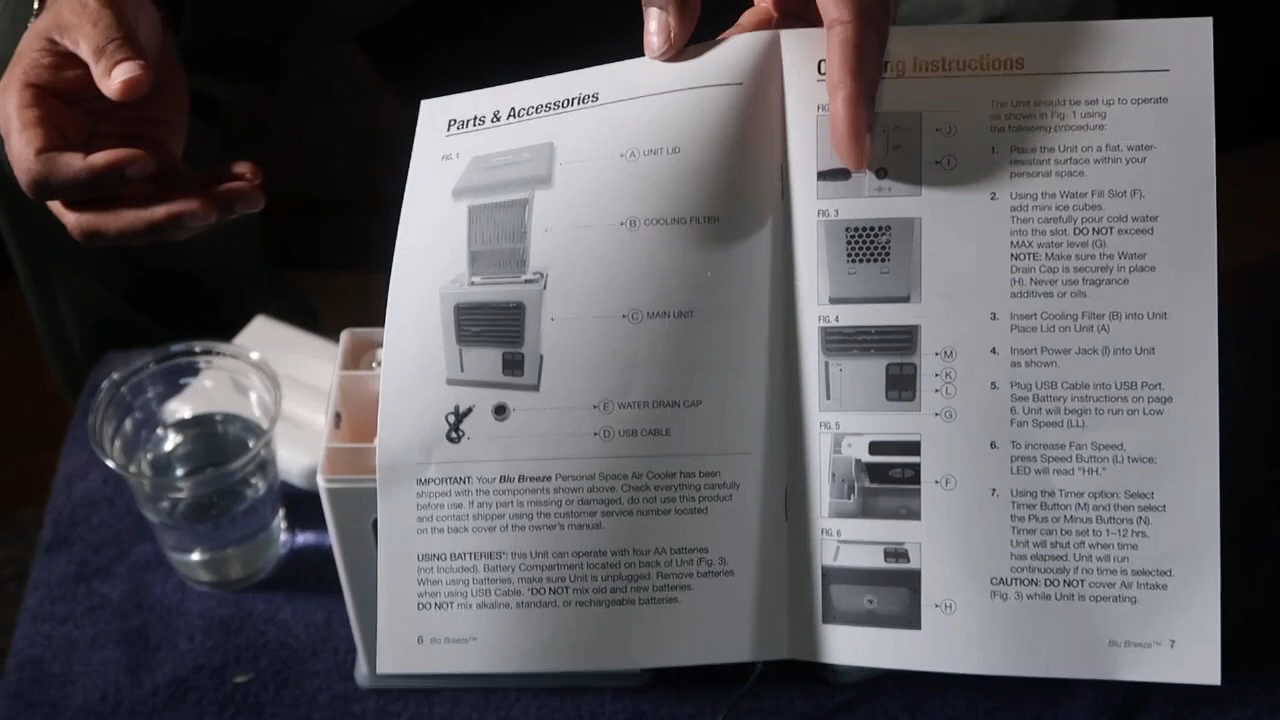 Parts & Accessories
FIG. 1
A UNIT LID
B COOLING FILTER
C MAIN UNIT
E WATER DRAIN CAP
D USB CABLE
IMPORTANT: Your Blu Breeze Personal Space Air Cooler has been
shipped with the components shown above. Check everything carefully
before use. If any part is missing or damaged, do not use this product
and contact shipper using the customer service number located
on the back cover of the owner's manual.
USING BATTERIES*: this Unit can operate with four AA batteries
(not Included). Battery Compartment located on back of Unit (Fig. 3).
When using batteries, make sure Unit is unplugged. Remove batteries
when using USB Cable. *DO NOT mix old and new batteries.
DO NOT mix alkaline, standard, or rechargeable batteries.
6 Blu Breeze™
Instructions
J
I
FIG. 3
FIG. 4
M
K
L
G
FIG. 5
F
FIG. 6
H
The Unit should be set up to operate
as shown in Fig. 1 using
the following procedure:
1. Place the Unit on a flat, water-
resistant surface within your
personal space.
2. Using the Water Fill Slot (F),
add mini ice cubes.
Then carefully pour cold water
into the slot. DO NOT exceed
MAX water level (G).
NOTE: Make sure the Water
Drain Cap is securely in place
(H). Never use fragrance
additives or oils.
3. Insert Cooling Filter (B) into Unit
Place Lid on Unit (A)
4. Insert Power Jack (I) into Unit
as shown.
5. Plug USB Cable into USB Port.
See Battery instructions on page
6. Unit will begin to run on Low
Fan Speed (LL).
6. To increase Fan Speed,
press Speed Button (L) twice;
LED will read "HH."
7. Using the Timer option: Select
Timer Button (M) and then select
the Plus or Minus Buttons (N).
Timer can be set to 1–12 hrs.
Unit will shut off when time
has elapsed. Unit will run
continuously if no time is selected.
CAUTION: DO NOT cover Air Intake
(Fig. 3) while Unit is operating.
Blu Breeze™ 7